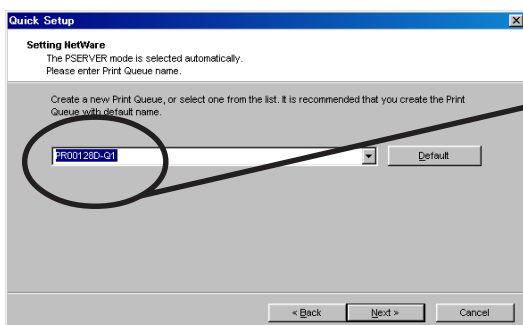 Quick Setup
Setting NetWare
The PSERVER mode is selected automatically.
Please enter Print Queue name.
Create a new Print Queue, or select one from the list. It is recommended that you create the Print
Queue with default name.
PR00128D-Q1
Default
< Back
Next >
Cancel